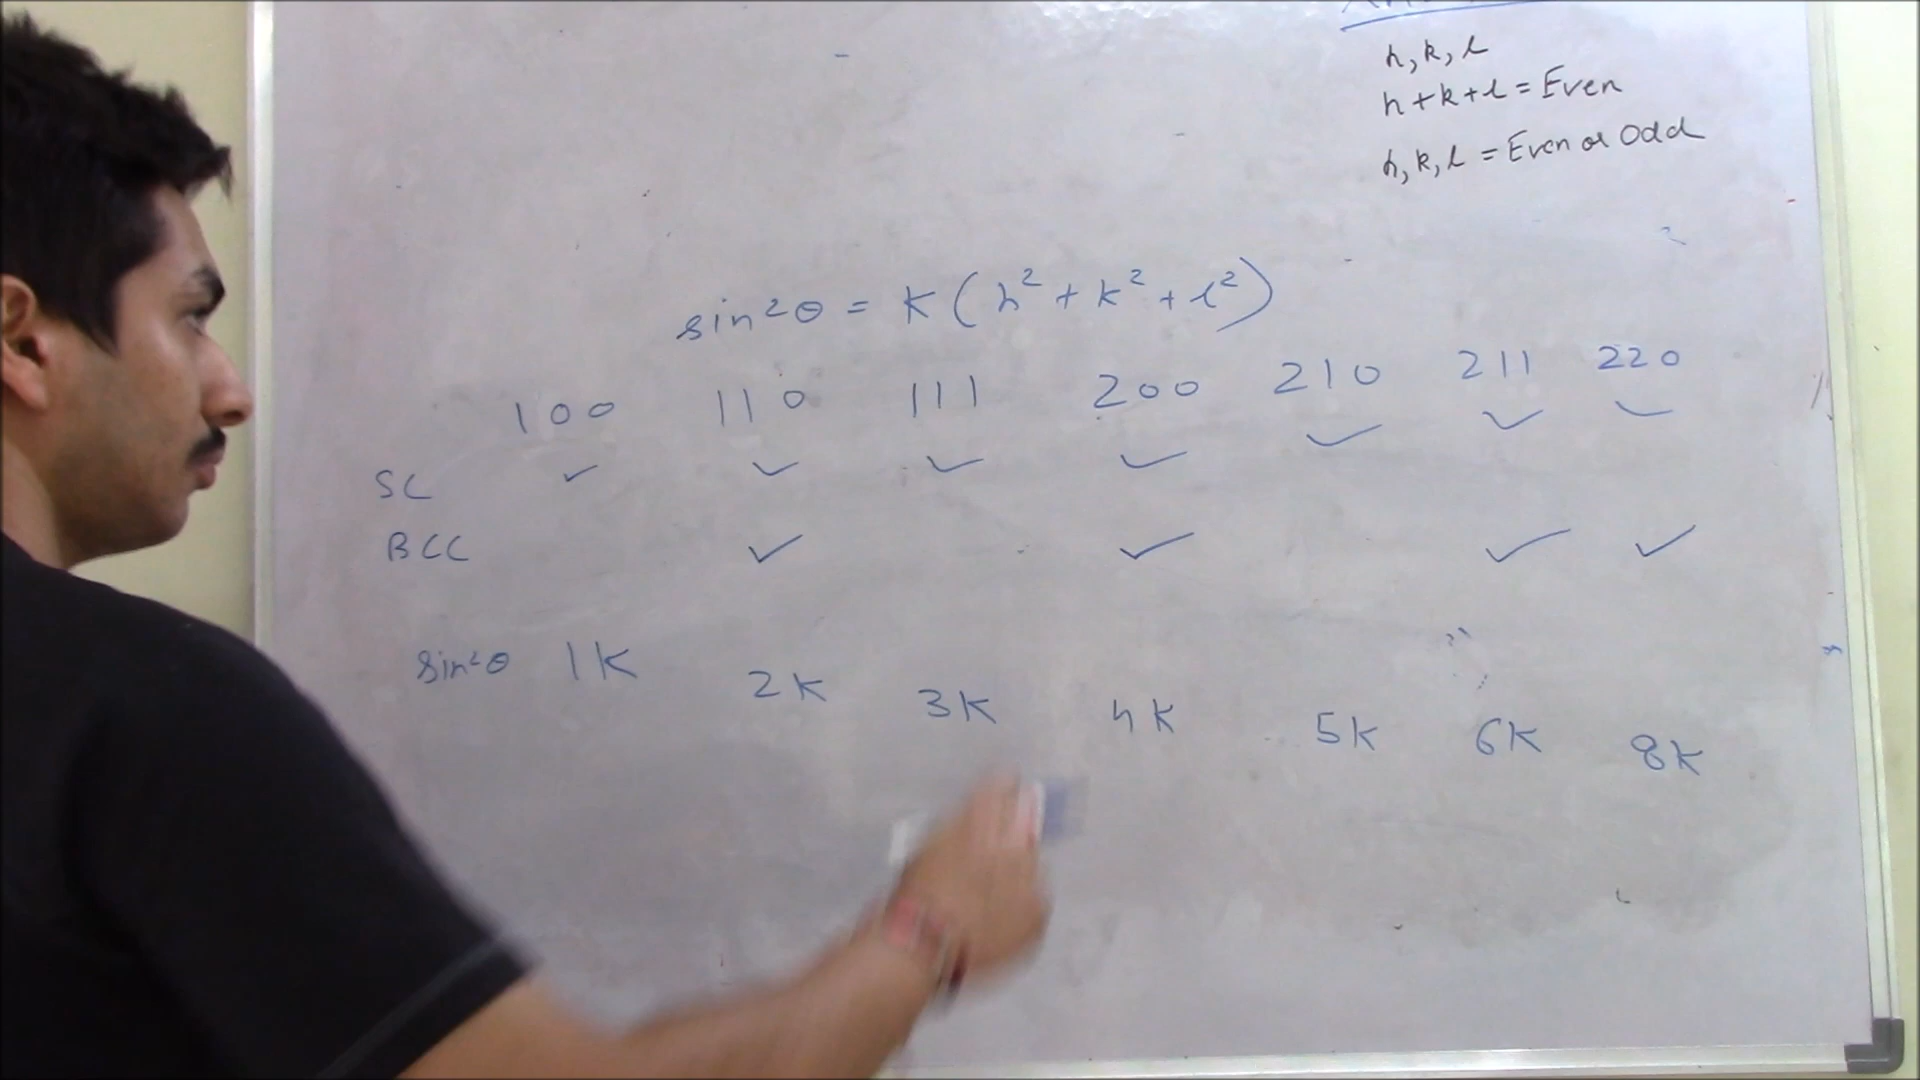 h, k, l
h + k + l = Even
h, k, l = Even or Odd
sin²θ = K (h² + k² + l²)
100 110 111 200 210 211 220
SC ✓ ✓ ✓ ✓ ✓ ✓ ✓
BCC ✓ ✓ ✓ ✓
sin²θ 1K 2K 3K 4K 5K 6K 8K